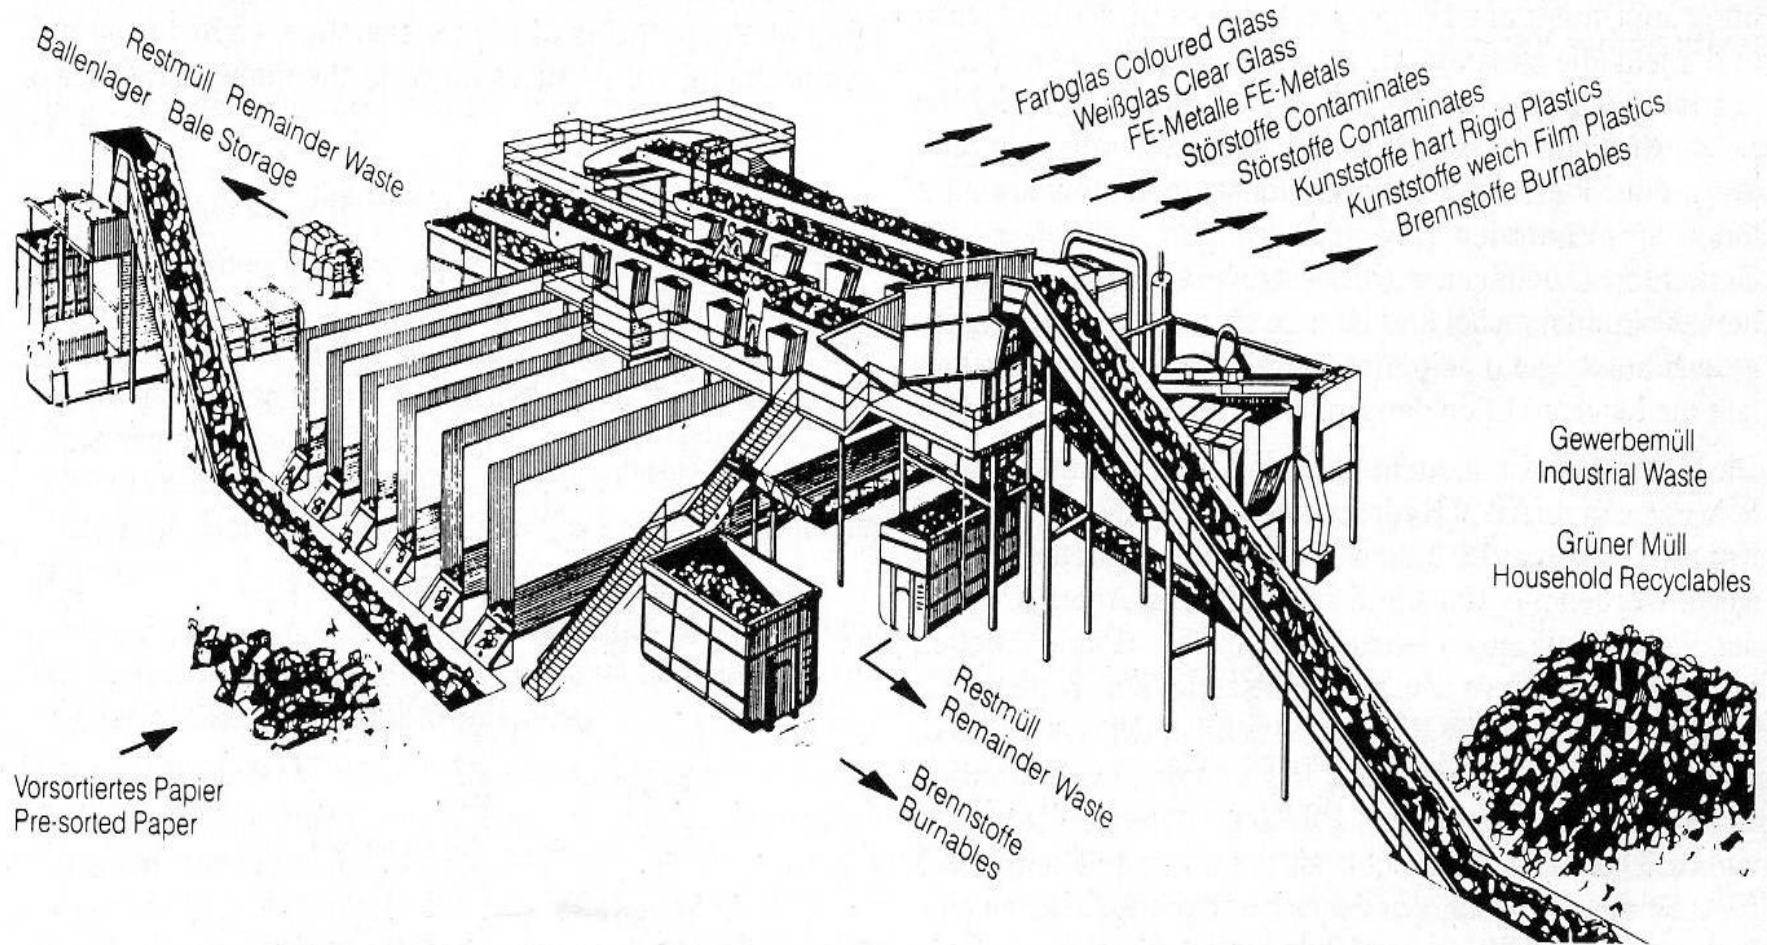 Restmüll Remainder Waste
Ballenlager Bale Storage
Farbglas Coloured Glass
Weißglas Clear Glass
FE-Metalle FE-Metals
Störstoffe Contaminates
Störstoffe Contaminates
Kunststoffe hart Rigid Plastics
Kunststoffe weich Film Plastics
Brennstoffe Burnables
Gewerbemüll
Industrial Waste
Grüner Müll
Household Recyclables
Restmüll
Remainder Waste
Brennstoffe
Burnables
Vorsortiertes Papier
Pre-sorted Paper